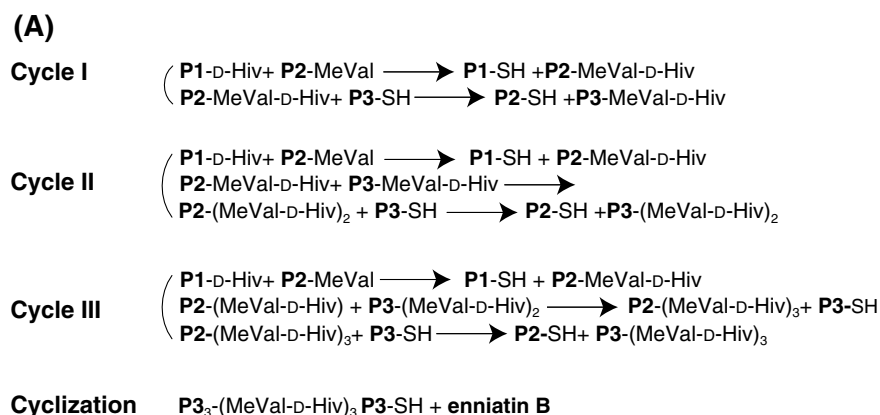 (A)
Cycle I P1-D-Hiv+ P2-MeVal ⟶ P1-SH +P2-MeVal-D-Hiv
P2-MeVal-D-Hiv+ P3-SH ⟶ P2-SH +P3-MeVal-D-Hiv
P1-D-Hiv+ P2-MeVal ⟶ P1-SH + P2-MeVal-D-Hiv
Cycle II P2-MeVal-D-Hiv+ P3-MeVal-D-Hiv ⟶
P2-(MeVal-D-Hiv)₂ + P3-SH ⟶ P2-SH +P3-(MeVal-D-Hiv)₂
P1-D-Hiv+ P2-MeVal ⟶ P1-SH + P2-MeVal-D-Hiv
Cycle III P2-(MeVal-D-Hiv) + P3-(MeVal-D-Hiv)₂ ⟶ P2-(MeVal-D-Hiv)₃+ P3-SH
P2-(MeVal-D-Hiv)₃+ P3-SH ⟶ P2-SH+ P3-(MeVal-D-Hiv)₃
Cyclization P3₃-(MeVal-D-Hiv)₃ P3-SH + enniatin B